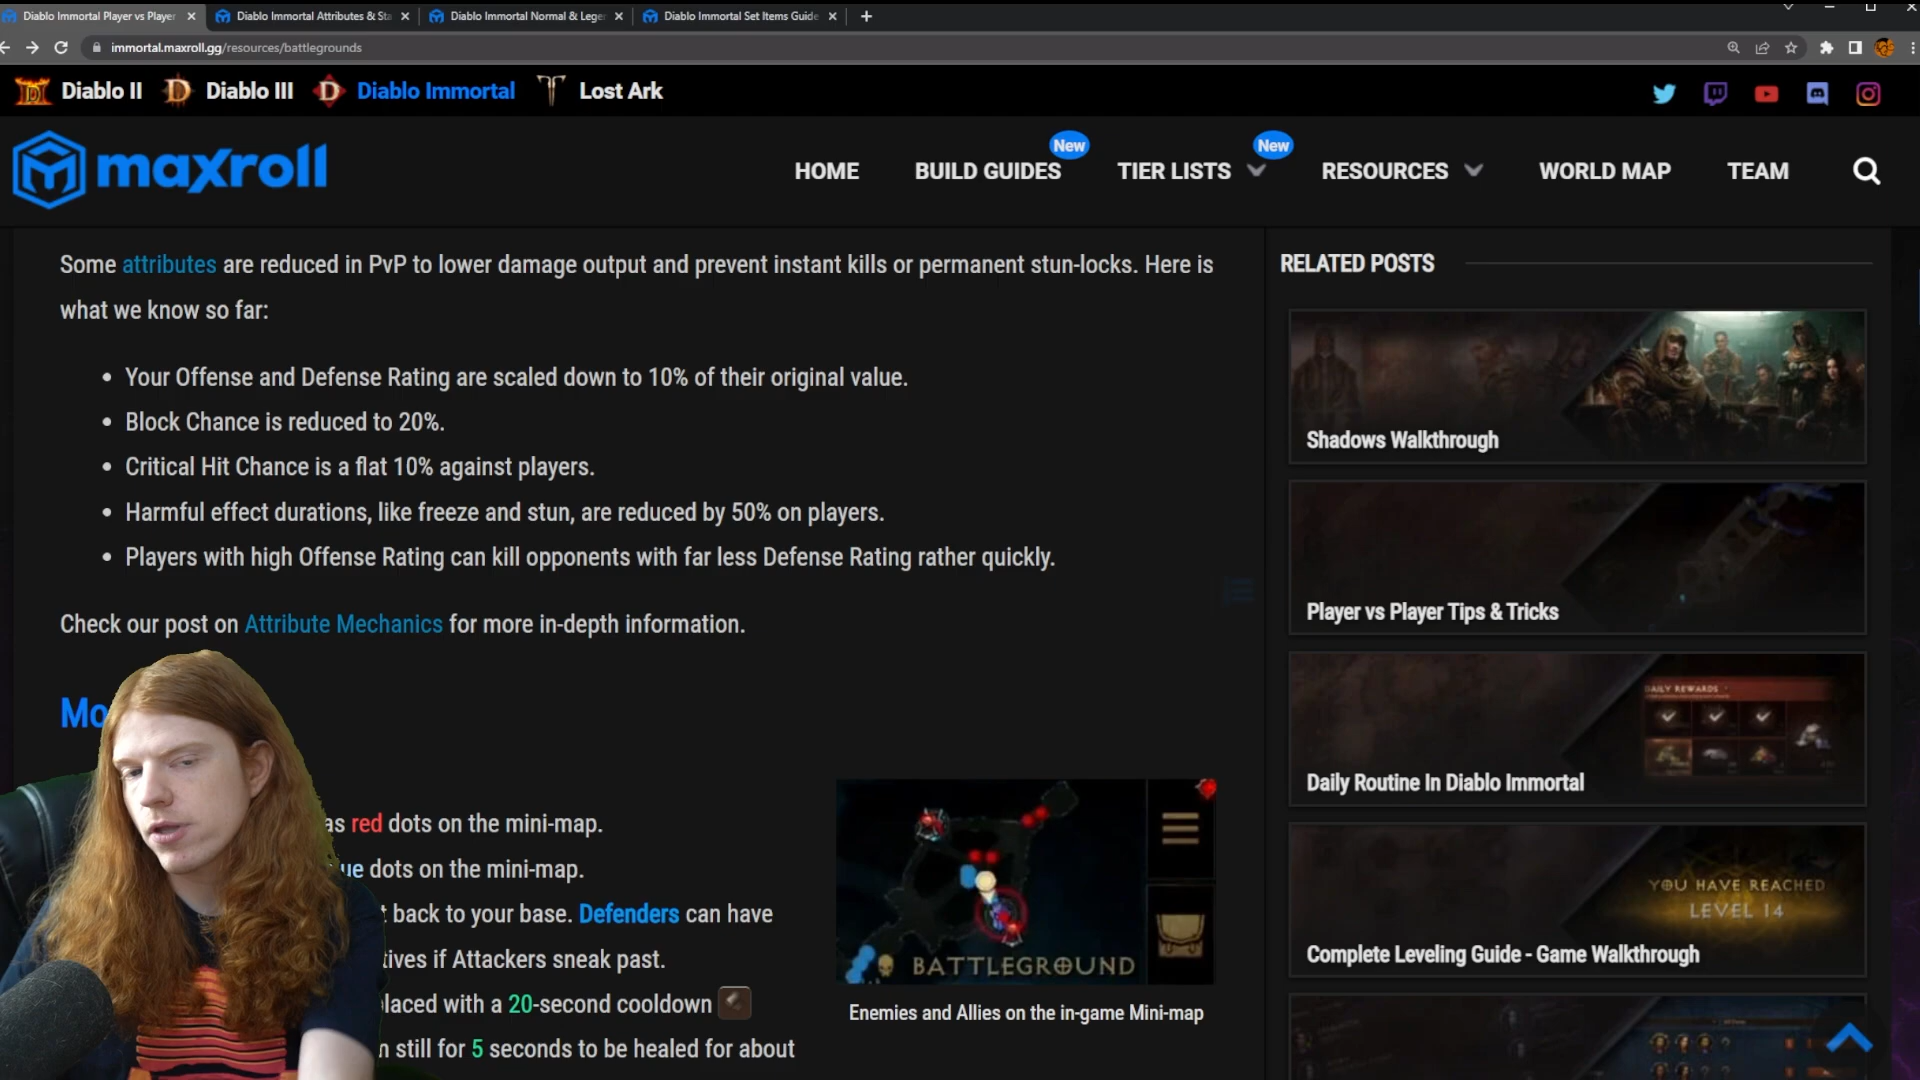 Diablo Immortal Player vs Player
Diablo Immortal Attributes & Sta
Diablo Immortal Normal & Leger
Diablo Immortal Set Items Guide
immortal.maxroll.gg/resources/battlegrounds
Diablo II
Diablo III
Diablo Immortal
Lost Ark
maxroll
HOME
BUILD GUIDES
New
TIER LISTS
New
RESOURCES
WORLD MAP
TEAM
Some attributes are reduced in PvP to lower damage output and prevent instant kills or permanent stun-locks. Here is
what we know so far:
• Your Offense and Defense Rating are scaled down to 10% of their original value.
• Block Chance is reduced to 20%.
• Critical Hit Chance is a flat 10% against players.
• Harmful effect durations, like freeze and stun, are reduced by 50% on players.
• Players with high Offense Rating can kill opponents with far less Defense Rating rather quickly.
Check our post on Attribute Mechanics for more in-depth information.
Mo
as red dots on the mini-map.
ue dots on the mini-map.
t back to your base. Defenders can have
tives if Attackers sneak past.
placed with a 20-second cooldown
n still for 5 seconds to be healed for about
BATTLEGROUND
Enemies and Allies on the in-game Mini-map
RELATED POSTS
Shadows Walkthrough
Player vs Player Tips & Tricks
DAILY REWARDS
Daily Routine In Diablo Immortal
YOU HAVE REACHED
LEVEL 14
Complete Leveling Guide - Game Walkthrough